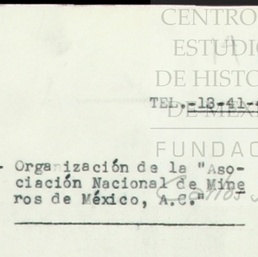 CENTRO
ESTUDI
DE HISTO
TEL. -13-41-
DE MÉX
FUNDAC
- Organización de la "Aso-
ciación Nacional de Mine
ros de México, A.C."